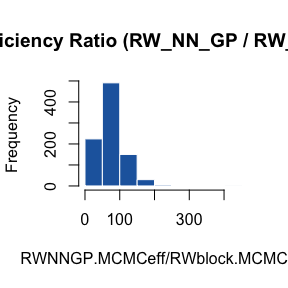 iciency Ratio (RW_NN_GP / RW_
Frequency
400
200
0
0 100 300
RWNNGP.MCMCeff/RWblock.MCMC